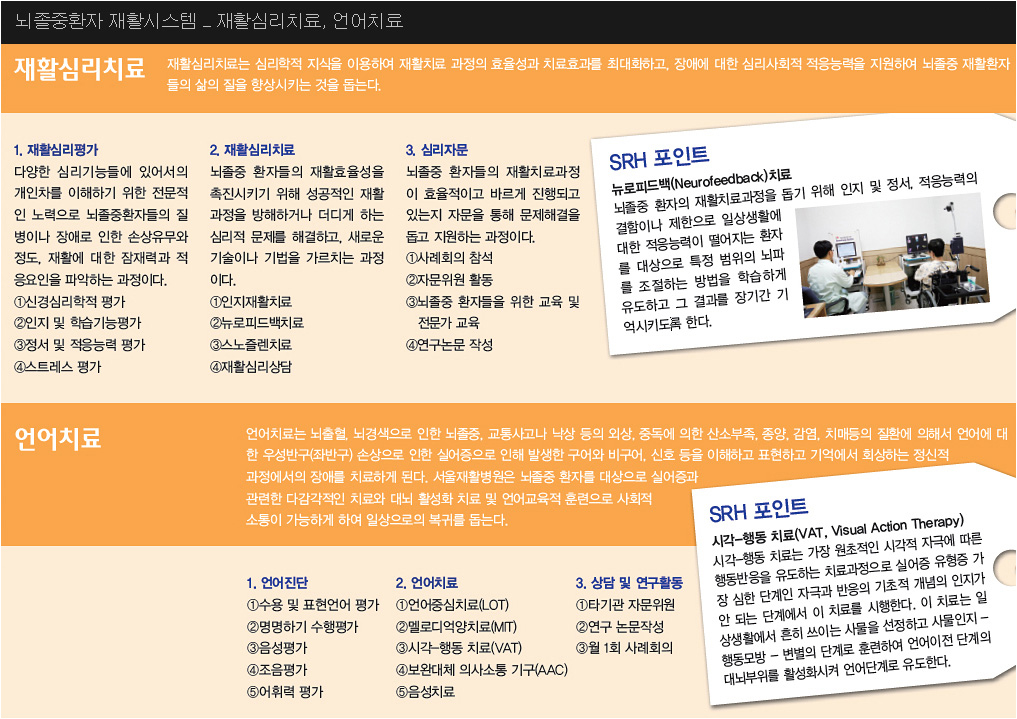 뇌졸중환자 재활시스템 _ 재활심리치료, 언어치료
재활심리치료
재활심리치료는 심리학적 지식을 이용하여 재활치료 과정의 효율성과 치료효과를 최대화하고, 장애에 대한 심리사회적 적응능력을 지원하여 뇌졸중 재활환자
들의 삶의 질을 향상시키는 것을 돕는다.
1. 재활심리평가
다양한 심리기능들에 있어서의
개인차를 이해하기 위한 전문적
인 노력으로 뇌졸중환자들의 질
병이나 장애로 인한 손상유무와
정도, 재활에 대한 잠재력과 적
응요인을 파악하는 과정이다.
①신경심리학적 평가
②인지 및 학습기능평가
③정서 및 적응능력 평가
④스트레스 평가
2. 재활심리치료
뇌졸중 환자들의 재활효율성을
촉진시키기 위해 성공적인 재활
과정을 방해하거나 더디게 하는
심리적 문제를 해결하고, 새로운
기술이나 기법을 가르치는 과정
이다.
①인지재활치료
②뉴로피드백치료
③스노즐렌치료
④재활심리상담
3. 심리자문
뇌졸중 환자들의 재활치료과정
이 효율적이고 바르게 진행되고
있는지 자문을 통해 문제해결을
돕고 지원하는 과정이다.
①사례회의 참석
②자문위원 활동
③뇌졸중 환자들을 위한 교육 및
전문가 교육
④연구논문 작성
SRH 포인트
뉴로피드백(Neurofeedback)치료
뇌졸중 환자의 재활치료과정을 돕기 위해 인지 및 정서, 적응능력의
결함이나 제한으로 일상생활에
대한 적응능력이 떨어지는 환자
를 대상으로 특정 범위의 뇌파
를 조절하는 방법을 학습하게
유도하고 그 결과를 장기간 기
억시키도록 한다.
언어치료
언어치료는 뇌출혈, 뇌경색으로 인한 뇌졸중, 교통사고나 낙상 등의 외상, 중독에 의한 산소부족, 종양, 감염, 치매등의 질환에 의해서 언어에 대
한 우성반구(좌반구) 손상으로 인한 실어증으로 인해 발생한 구어와 비구어, 신호 등을 이해하고 표현하고 기억에서 회상하는 정신적
과정에서의 장애를 치료하게 된다. 서울재활병원은 뇌졸중 환자를 대상으로 실어증과
관련한 다감각적인 치료와 대뇌 활성화 치료 및 언어교육적 훈련으로 사회적
소통이 가능하게 하여 일상으로의 복귀를 돕는다.
1. 언어진단
①수용 및 표현언어 평가
②명명하기 수행평가
③음성평가
④조음평가
⑤어휘력 평가
2. 언어치료
①언어중심치료(LOT)
②멜로디억양치료(MIT)
③시각-행동 치료(VAT)
④보완대체 의사소통 기구(AAC)
⑤음성치료
3. 상담 및 연구활동
①타기관 자문위원
②연구 논문작성
③월 1회 사례회의
SRH 포인트
시각-행동 치료(VAT, Visual Action Therapy)
시각-행동 치료는 가장 원초적인 시각적 자극에 따른
행동반응을 유도하는 치료과정으로 실어증 유형중 가
장 심한 단계인 자극과 반응의 기초적 개념의 인지가
안 되는 단계에서 이 치료를 시행한다. 이 치료는 일
상생활에서 흔히 쓰이는 사물을 선정하고 사물인지 -
행동모방 - 변별의 단계로 훈련하여 언어이전 단계의
대뇌부위를 활성화시켜 언어단계로 유도한다.